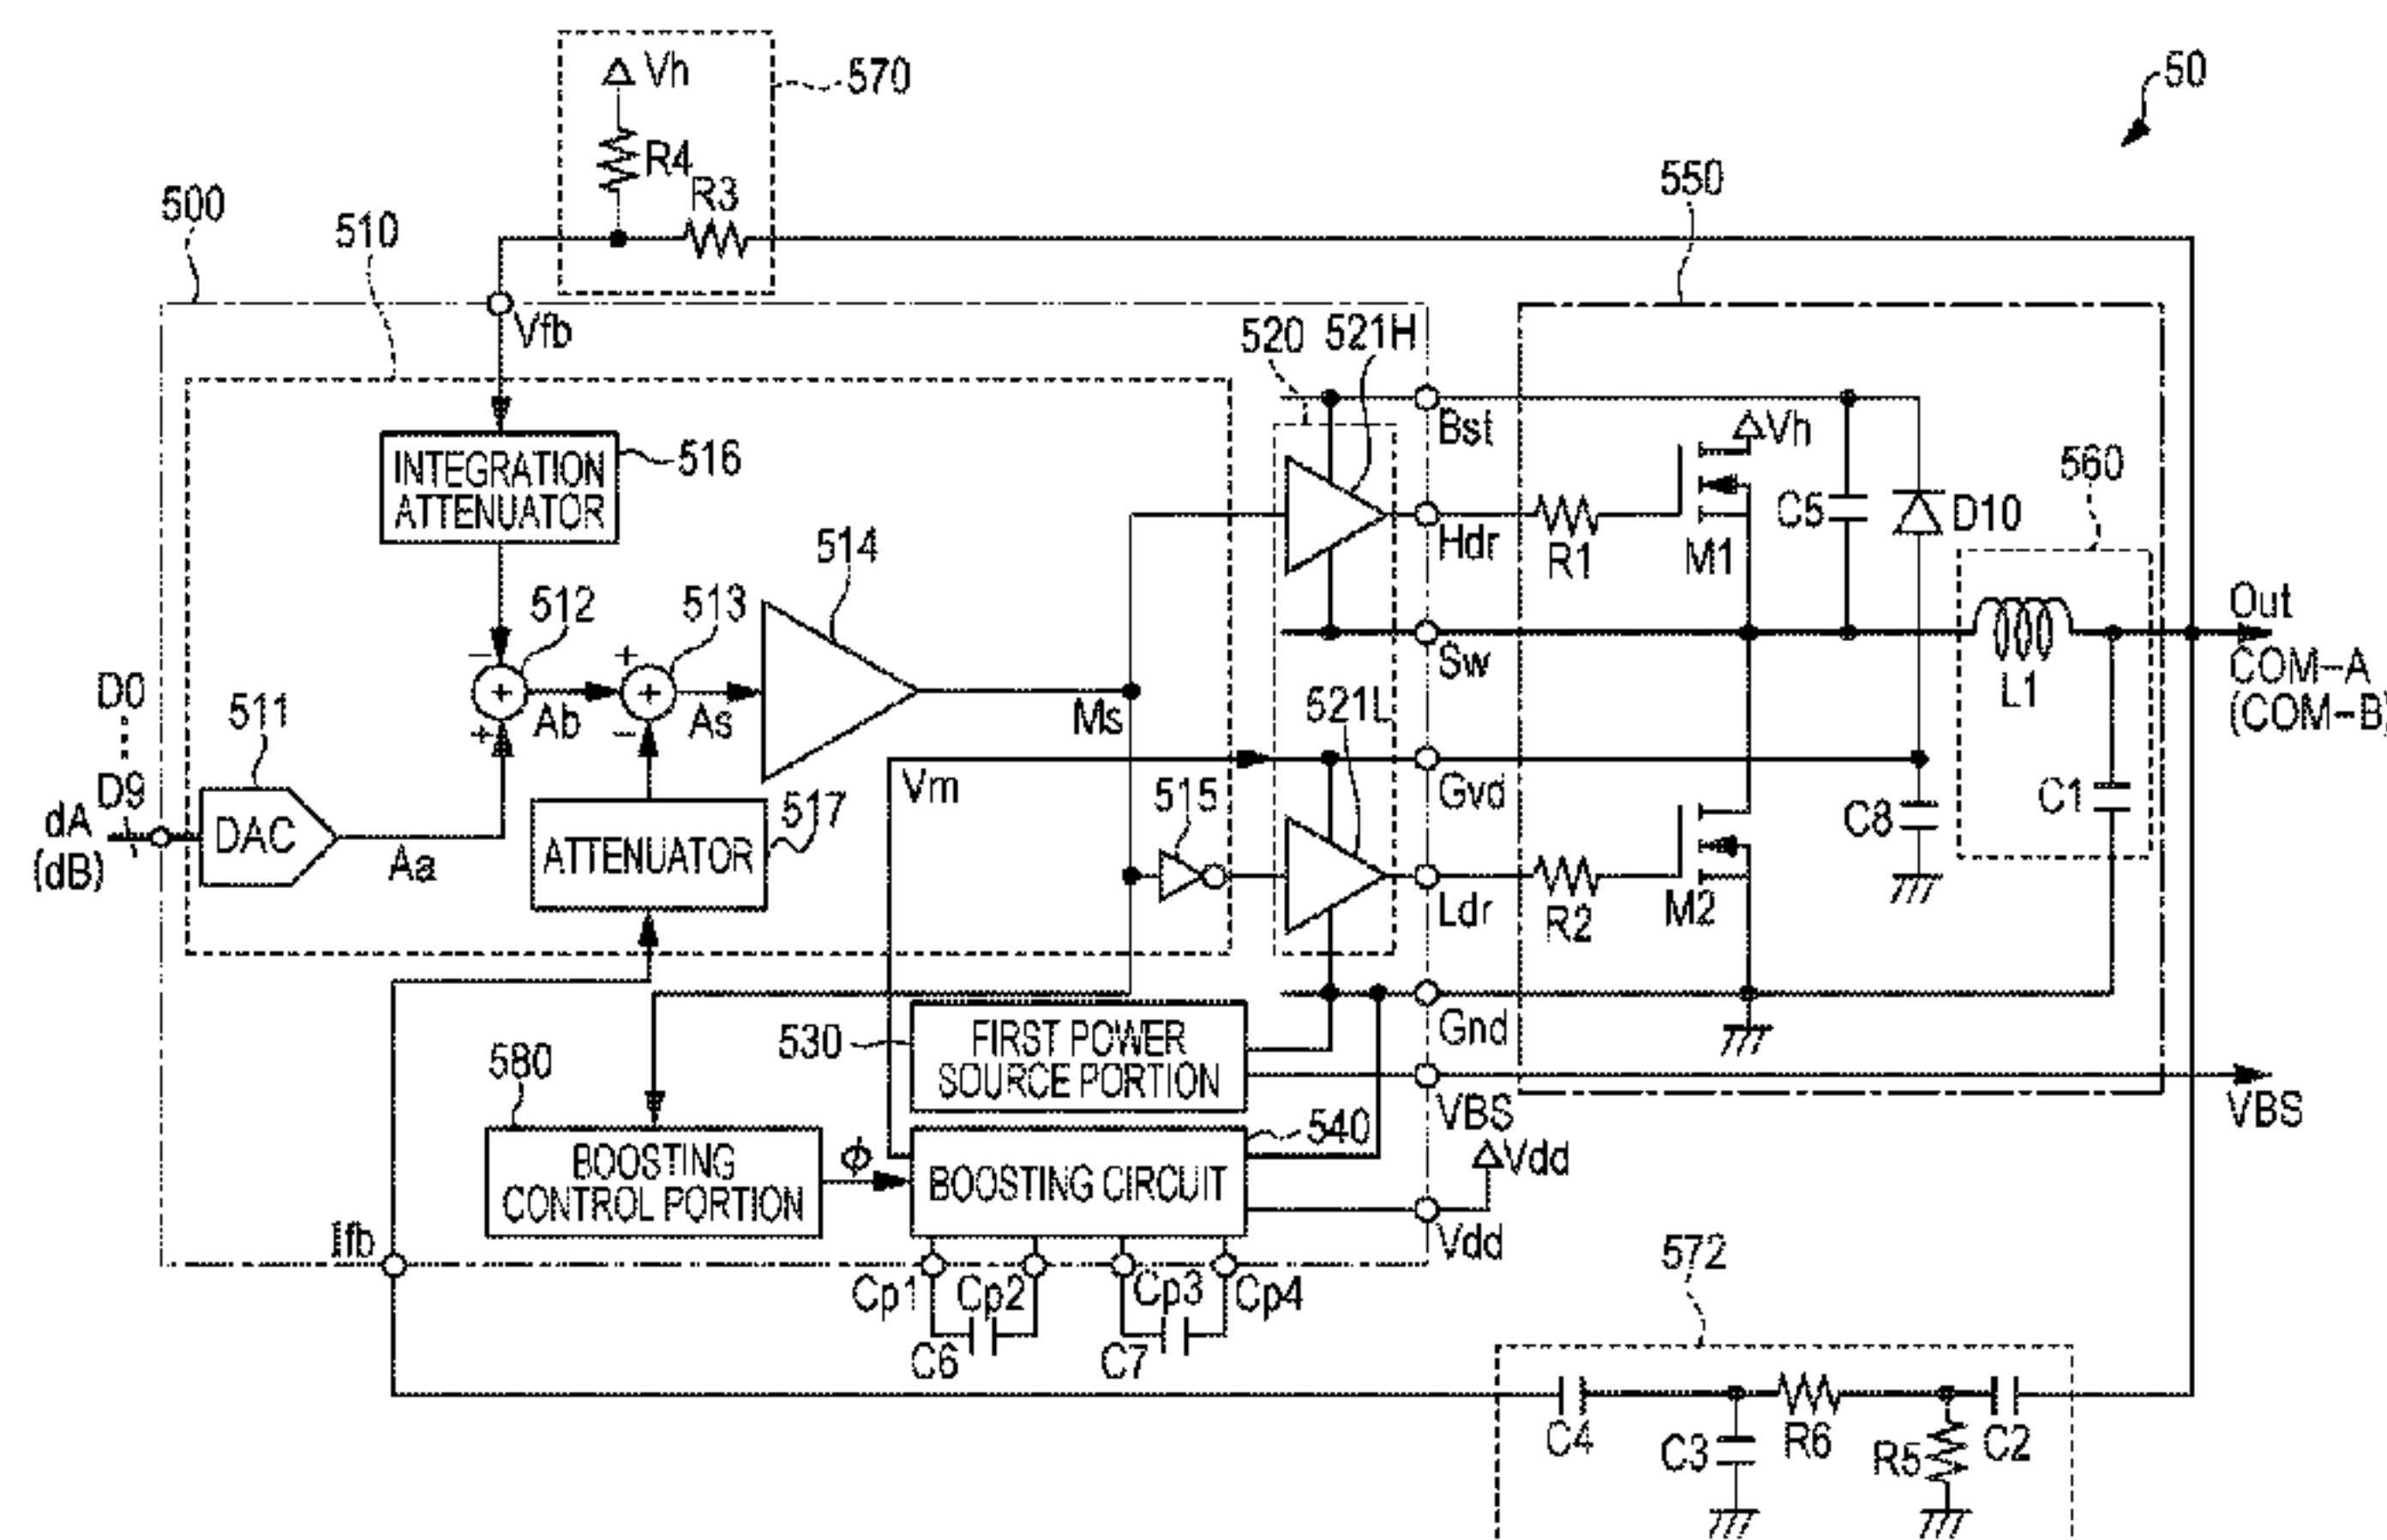 50
Vh
570
R4
R3
500
510
550
Vfb
520
521H
Bst
Vh
560
INTEGRATION
ATTENUATOR
516
C5
D10
Hdr
R1
M1
514
512
513
Out
COM-A
(COM-B)
Sw
L1
−
+
+
+
D0
D9
dA
(dB)
511
DAC
Aa
+
Ab
−
As
Ms
521L
Vm
Gvd
515
517
ATTENUATOR
C8
C1
Ldr
R2
M2
530
FIRST POWER
SOURCE PORTION
Gnd
VBS
VBS
580
BOOSTING
CONTROL PORTION
ϕ
540
BOOSTING CIRCUIT
Vdd
Vdd
Ifb
Cp1
Cp2
Cp3
Cp4
C6
C7
572
C4
C3
R6
R5
C2